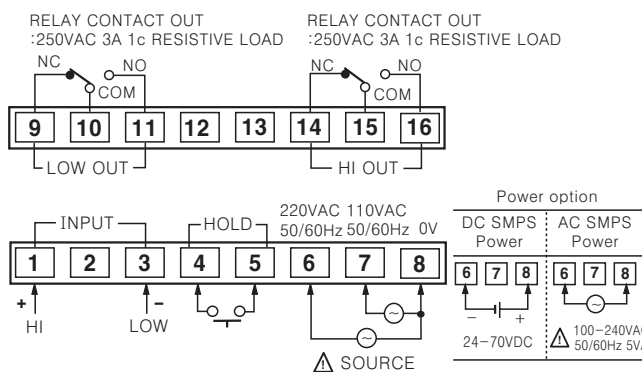 RELAY CONTACT OUT
:250VAC 3A 1c RESISTIVE LOAD
RELAY CONTACT OUT
:250VAC 3A 1c RESISTIVE LOAD
NC NO
COM
NC NO
COM
9 10 11 12 13 14 15 16
LOW OUT HI OUT
INPUT HOLD
220VAC 110VAC
50/60Hz 50/60Hz 0V
1 2 3 4 5 6 7 8
+ −
HI LOW
SOURCE
Power option
DC SMPS
Power
AC SMPS
Power
6 7 8
− +
24-70VDC
6 7 8
100-240VAC
50/60Hz 5VA